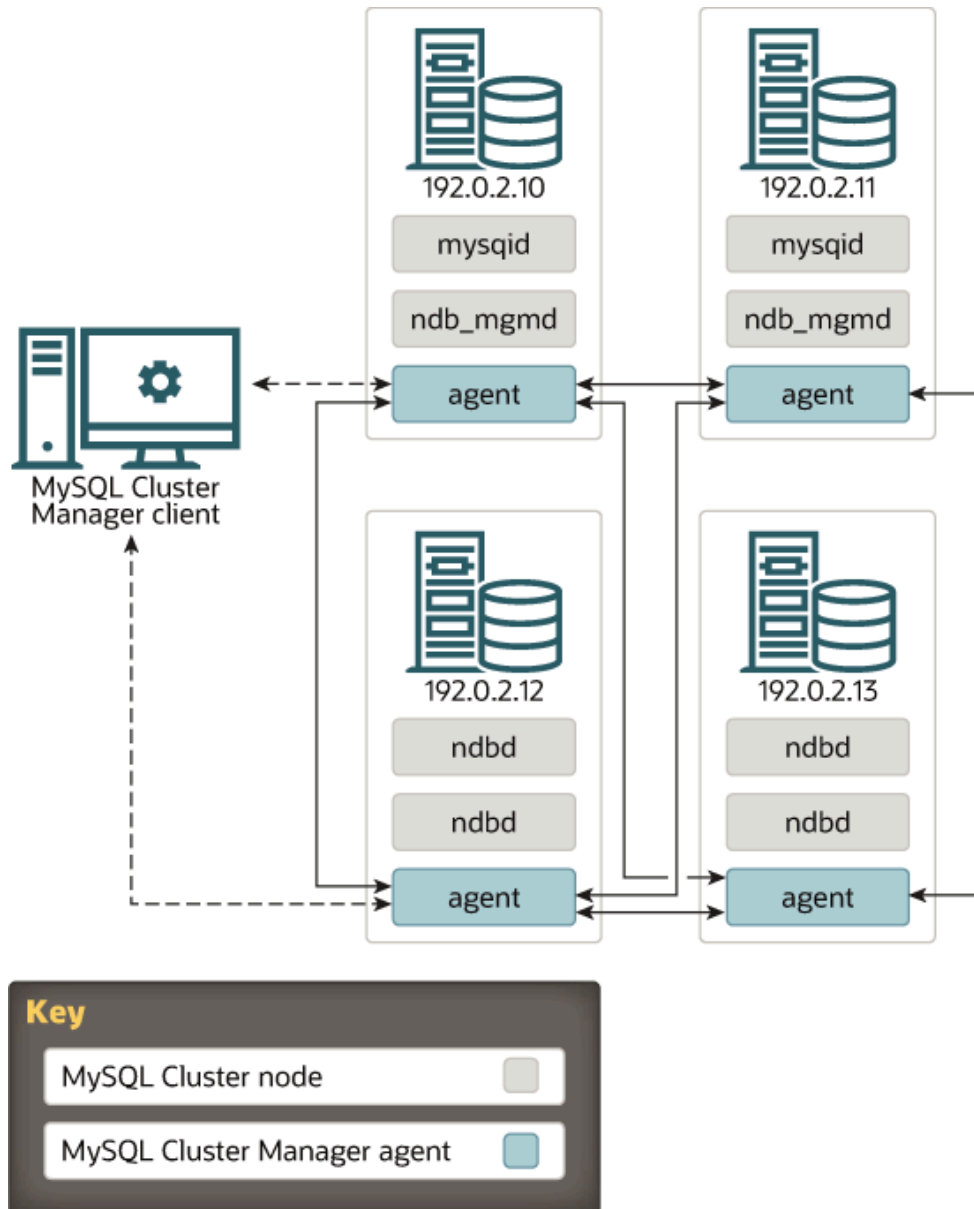 192.0.2.10
mysqid
ndb_mgmd
agent
192.0.2.11
mysqid
ndb_mgmd
agent
MySQL Cluster
Manager client
192.0.2.12
ndbd
ndbd
agent
192.0.2.13
ndbd
ndbd
agent
Key
MySQL Cluster node
MySQL Cluster Manager agent